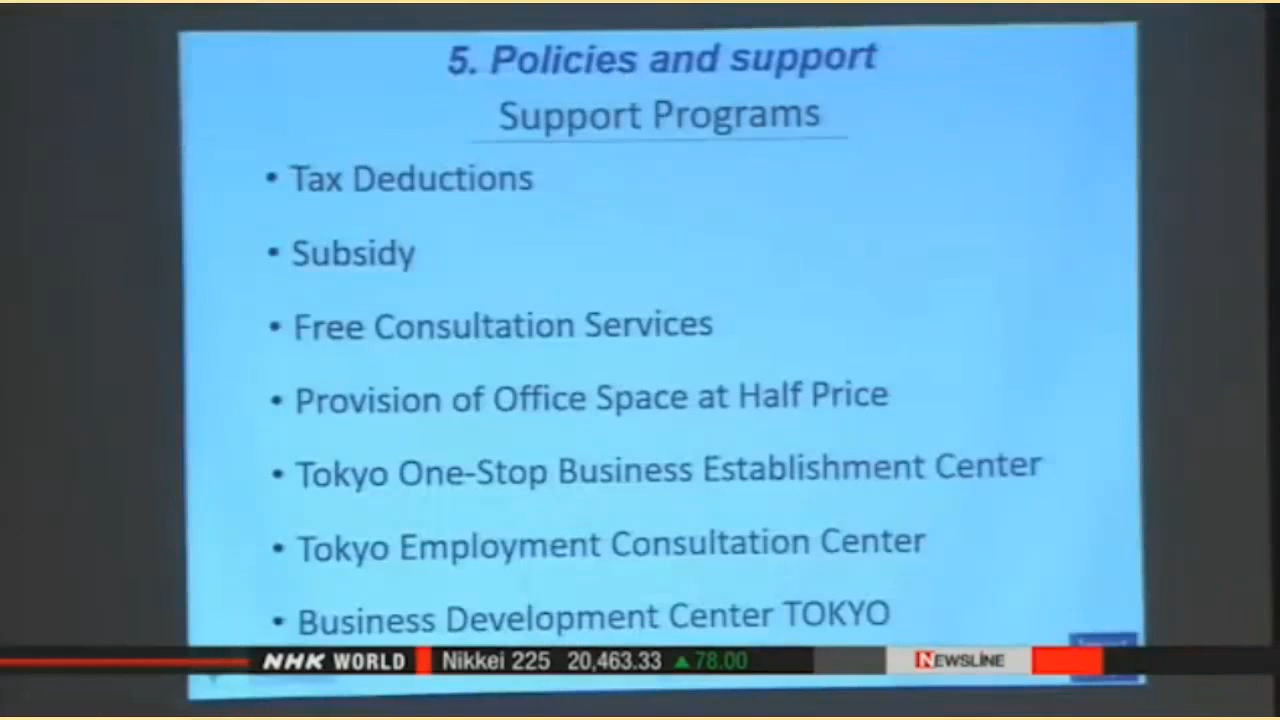 5. Policies and support
Support Programs
• Tax Deductions
• Subsidy
• Free Consultation Services
• Provision of Office Space at Half Price
• Tokyo One-Stop Business Establishment Center
• Tokyo Employment Consultation Center
• Business Development Center TOKYO
NHK WORLD Nikkei 225 20,463.33 ▲78.00 NEWSLINE